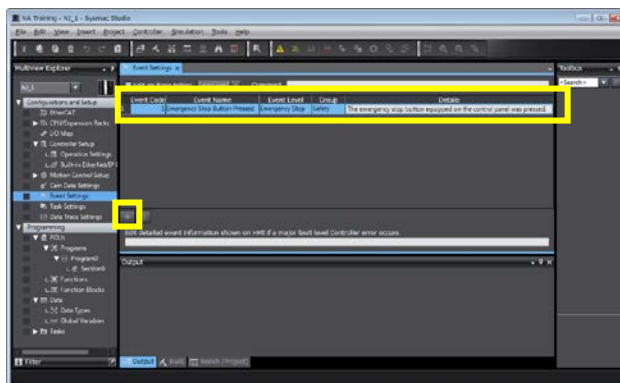 NA Training - NJ_1 - Sysmac Studio
File Edit View Insert Project Controller Simulation Tools Help
Multiview Explorer
Event Settings
Toolbox
<Search>
NJ_1
Configurations and Setup
EtherCAT
CPU/Expansion Racks
I/O Map
Controller Setup
Operation Settings
Built-in EtherNet/IP
Motion Control Setup
Cam Data Settings
Event Settings
Task Settings
Data Trace Settings
Programming
POUs
Programs
Program0
Section0
Functions
Function Blocks
Data
Data Types
Global Variables
Tasks
Filter
Event Code Event Name Event Level Group Details
1 Emergency Stop Button Pressed Emergency Stop Safety The emergency stop button equipped on the control panel was pressed.
Edit detailed event information shown on HMI if a major fault level Controller error occurs.
Output
Output Build Watch (Project)